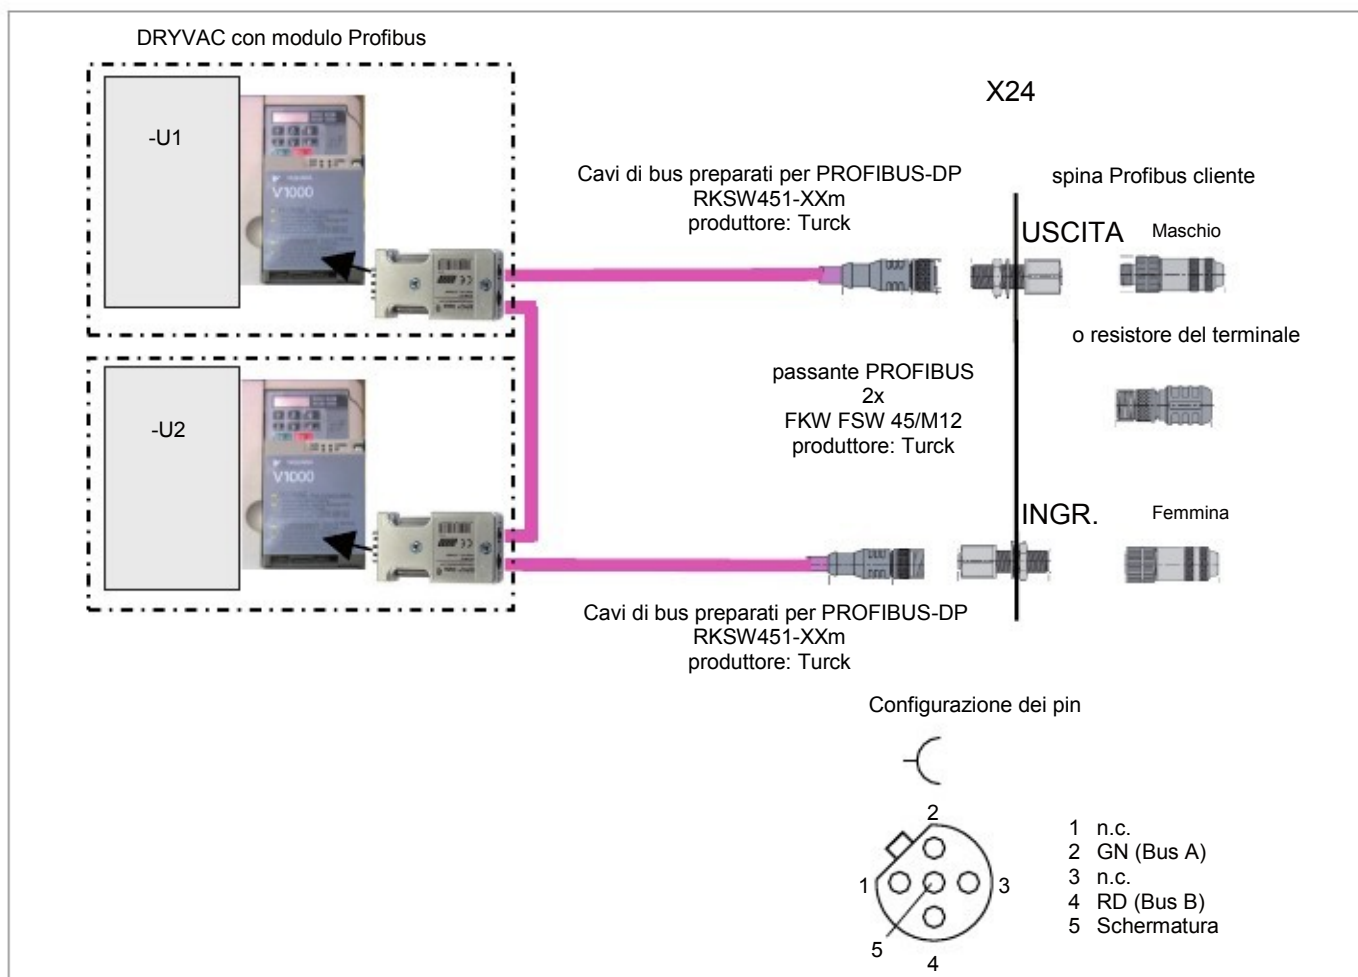 DRYVAC con modulo Profibus
-U1
V1000
X24
Cavi di bus preparati per PROFIBUS-DP
RKSW451-XXm
produttore: Turck
spina Profibus cliente
USCITA
Maschio
o resistore del terminale
-U2
V1000
passante PROFIBUS
2x
FKW FSW 45/M12
produttore: Turck
INGR.
Femmina
Cavi di bus preparati per PROFIBUS-DP
RKSW451-XXm
produttore: Turck
Configurazione dei pin
2
1
3
5
4
1 n.c.
2 GN (Bus A)
3 n.c.
4 RD (Bus B)
5 Schermatura